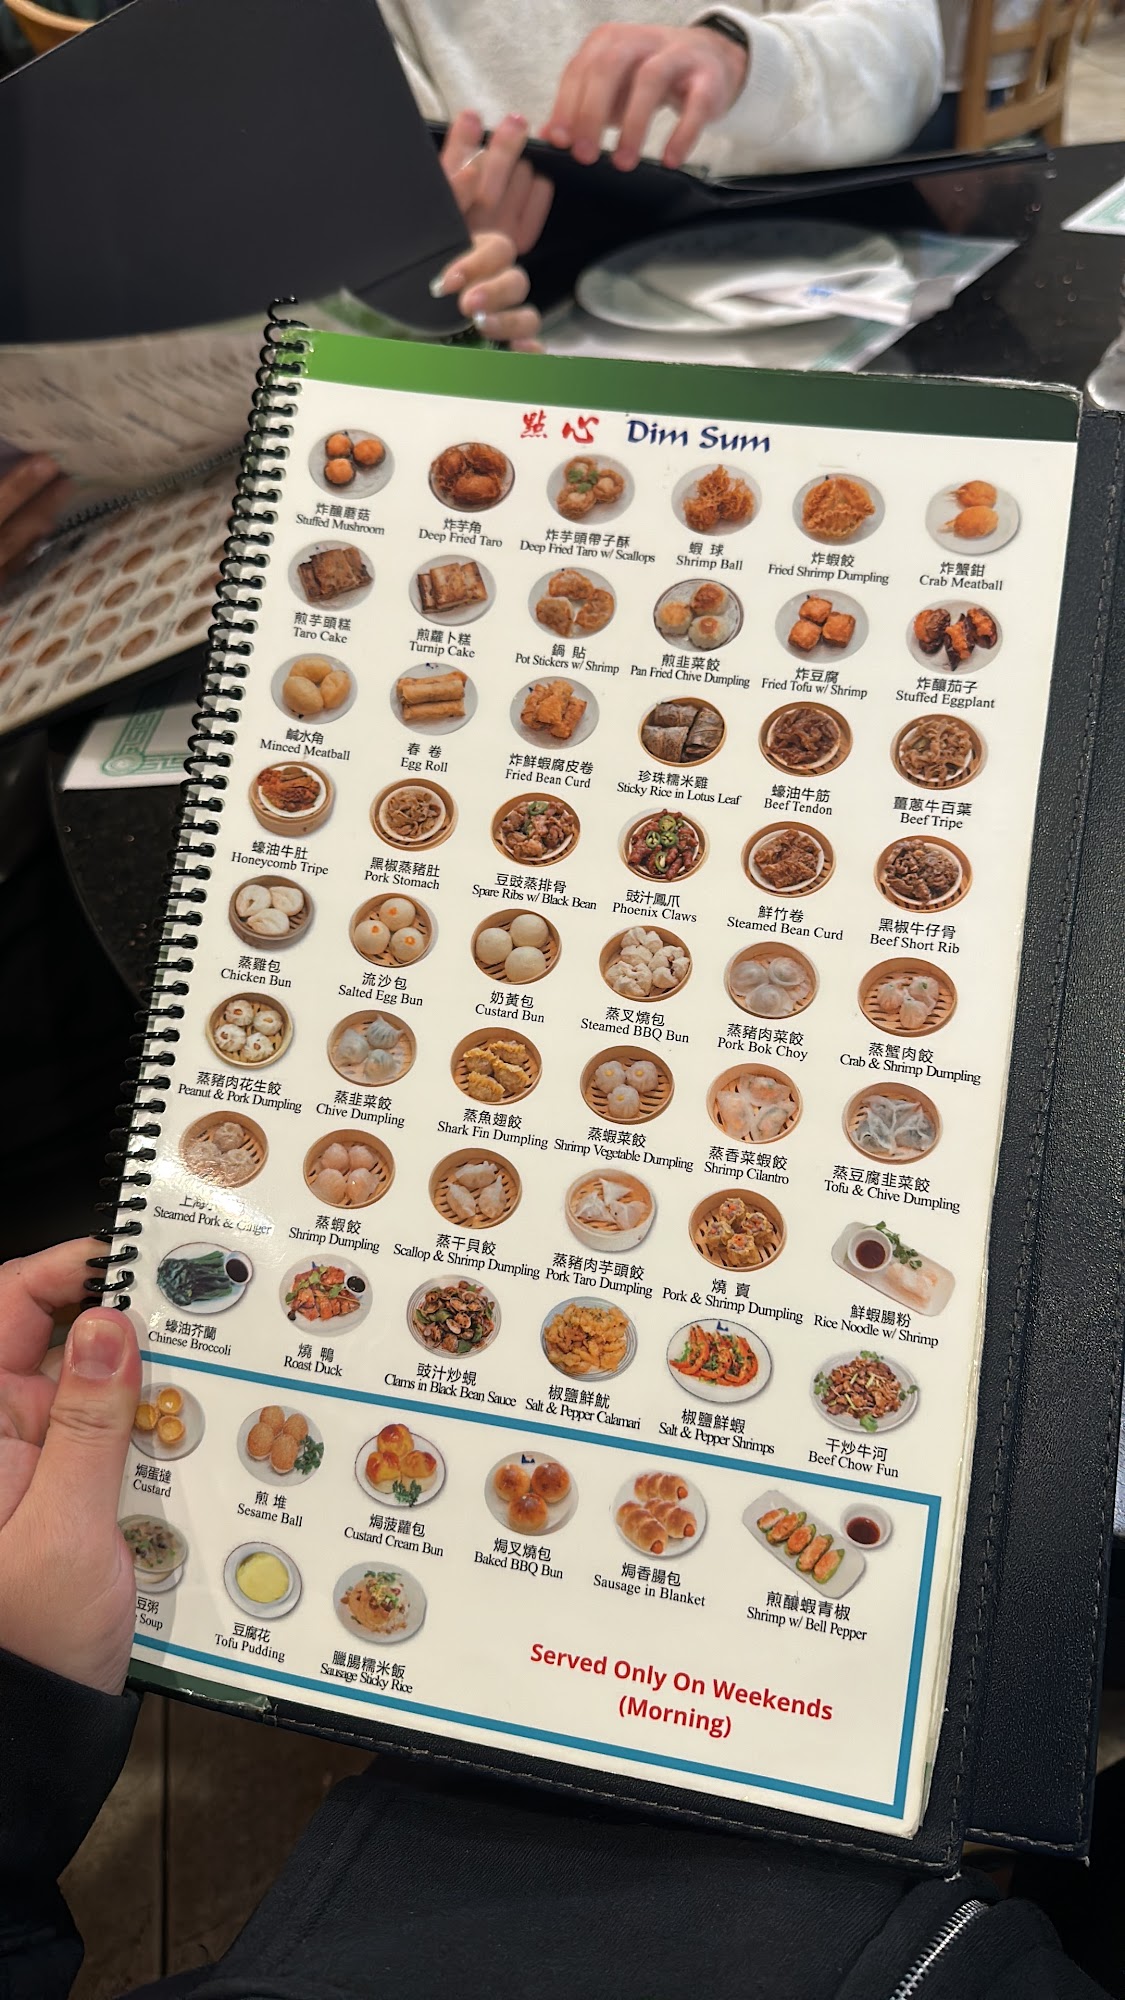 點心 Dim Sum
炸釀蘑菇
Stuffed Mushroom
炸芋角
Deep Fried Taro
炸芋頭帶子酥
Deep Fried Taro w/ Scallops
蝦球
Shrimp Ball
炸蝦餃
Fried Shrimp Dumpling
炸蟹鉗
Crab Meatball
煎芋頭糕
Taro Cake
煎蘿卜糕
Turnip Cake
鍋貼
Pot Stickers w/ Shrimp
煎韭菜餃
Pan Fried Chive Dumpling
炸豆腐
Fried Tofu w/ Shrimp
炸釀茄子
Stuffed Eggplant
鹹水角
Minced Meatball
春卷
Egg Roll
炸鮮蝦腐皮卷
Fried Bean Curd
珍珠糯米雞
Sticky Rice in Lotus Leaf
蠔油牛筋
Beef Tendon
薑蔥牛百葉
Beef Tripe
蠔油牛肚
Honeycomb Tripe
黑椒蒸豬肚
Pork Stomach
豆豉蒸排骨
Spare Ribs w/ Black Bean
豉汁鳳爪
Phoenix Claws
鮮竹卷
Steamed Bean Curd
黑椒牛仔骨
Beef Short Rib
蒸雞包
Chicken Bun
流沙包
Salted Egg Bun
奶黃包
Custard Bun
蒸叉燒包
Steamed BBQ Bun
蒸豬肉菜餃
Pork Bok Choy
蒸蟹肉餃
Crab & Shrimp Dumpling
蒸豬肉花生餃
Peanut & Pork Dumpling
蒸韭菜餃
Chive Dumpling
蒸魚翅餃
Shark Fin Dumpling
蒸蝦菜餃
Shrimp Vegetable Dumpling
蒸香菜蝦餃
Shrimp Cilantro
蒸豆腐韭菜餃
Tofu & Chive Dumpling
上海
Steamed Pork & Ginger
蒸蝦餃
Shrimp Dumpling
蒸干貝餃
Scallop & Shrimp Dumpling
蒸豬肉芋頭餃
Pork Taro Dumpling
燒賣
Pork & Shrimp Dumpling
鮮蝦腸粉
Rice Noodle w/ Shrimp
蠔油芥蘭
Chinese Broccoli
燒鴨
Roast Duck
豉汁炒蜆
Clams in Black Bean Sauce
椒鹽鮮魷
Salt & Pepper Calamari
椒鹽鮮蝦
Salt & Pepper Shrimps
干炒牛河
Beef Chow Fun
焗蛋撻
Custard
煎堆
Sesame Ball
焗菠蘿包
Custard Cream Bun
焗叉燒包
Baked BBQ Bun
焗香腸包
Sausage in Blanket
煎釀蝦青椒
Shrimp w/ Bell Pepper
豆粥
Soup
豆腐花
Tofu Pudding
臘腸糯米飯
Sausage Sticky Rice
Served Only On Weekends
(Morning)